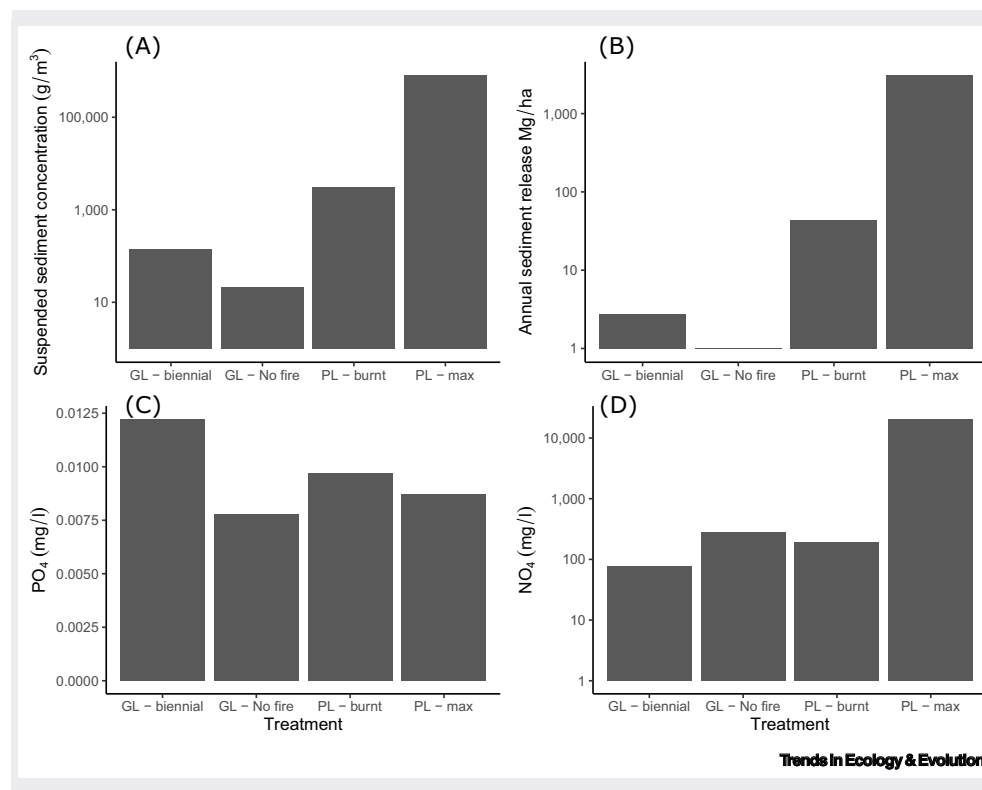 (A)
Suspended sediment concentration (g/m³)
100,000
1,000
10
GL − biennial GL − No fire PL − burnt PL − max
(B)
Annual sediment release Mg/ha
1,000
100
10
1
GL − biennial GL − No fire PL − burnt PL − max
(C)
PO₄ (mg/l)
0.0125
0.0100
0.0075
0.0050
0.0025
0.0000
GL − biennial GL − No fire PL − burnt PL − max
Treatment
(D)
NO₄ (mg/l)
10,000
1,000
100
10
1
GL − biennial GL − No fire PL − burnt PL − max
Treatment
Trends in Ecology & Evolution